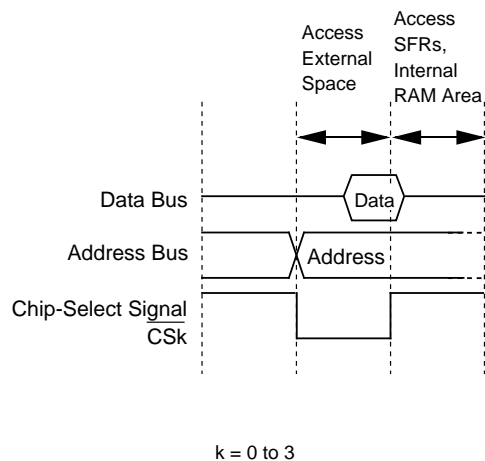 Access
External
Space
Access
SFRs,
Internal
RAM Area
Data Bus
Data
Address Bus
Address
Chip-Select Signal
CSk
k = 0 to 3